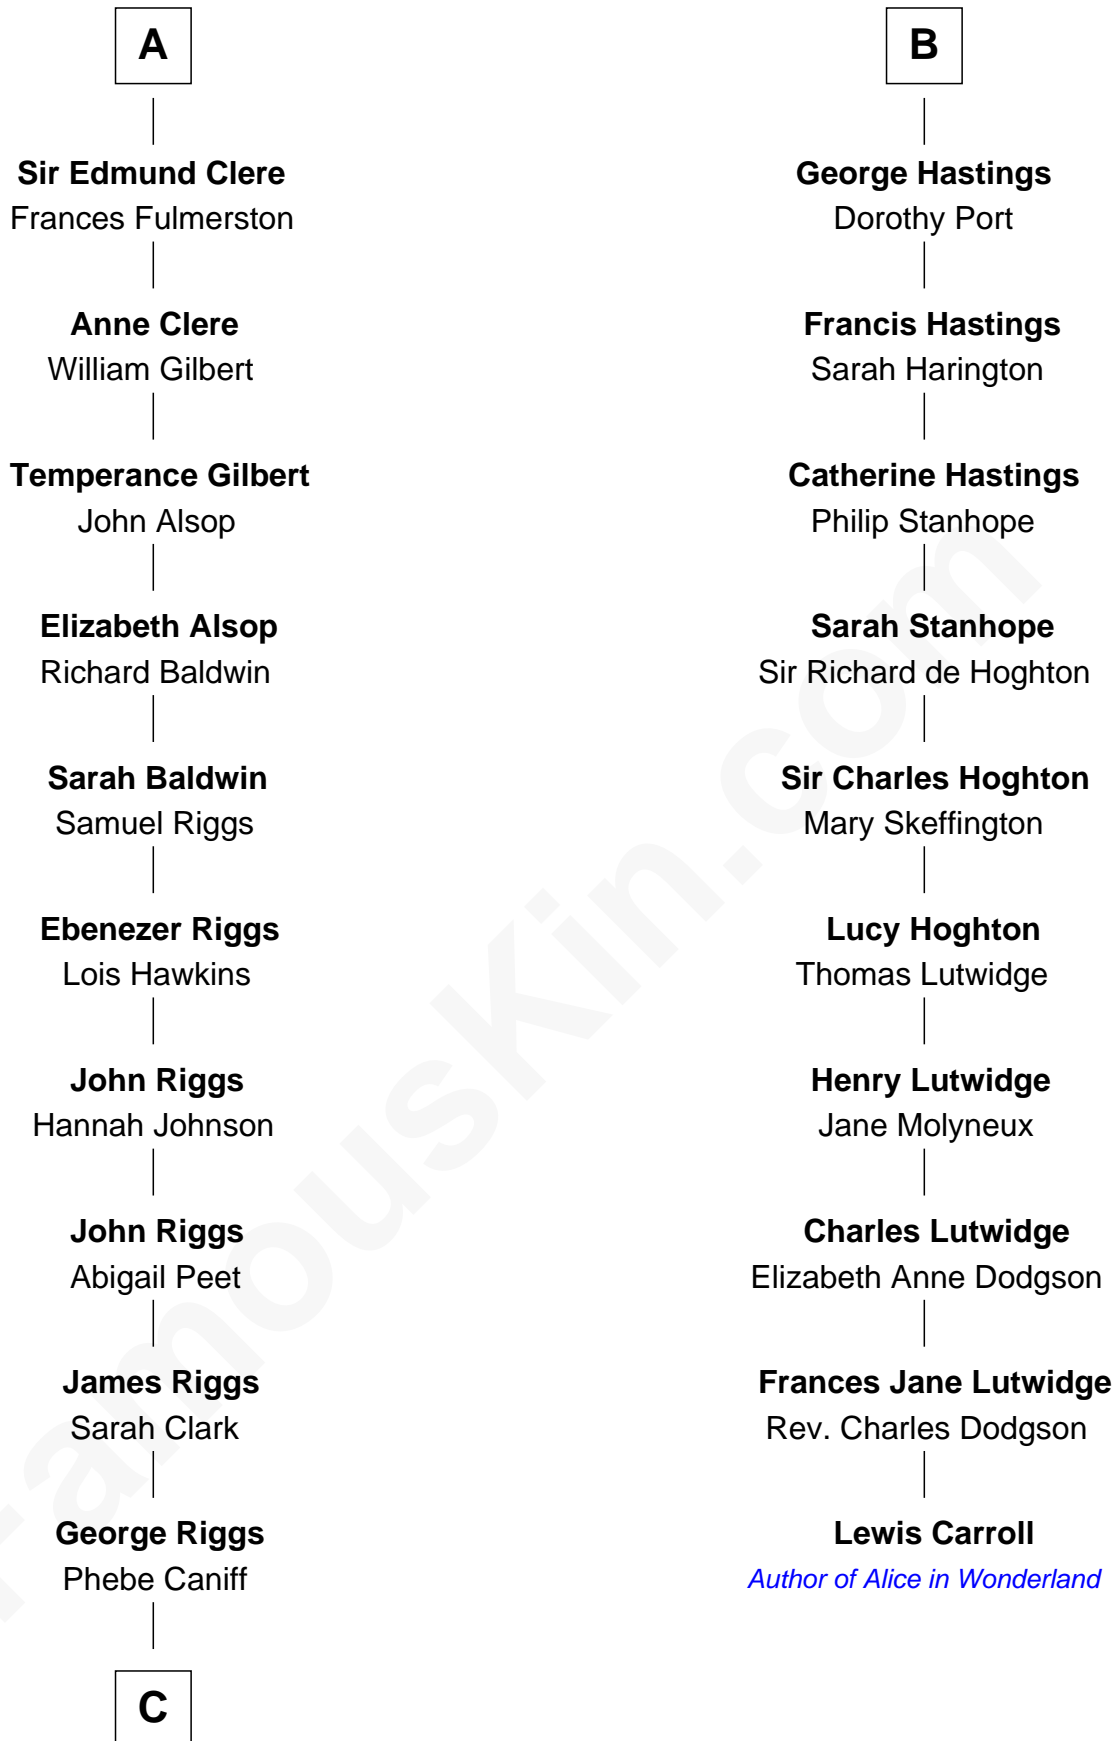 A
Sir Edmund Clere
Frances Fulmerston
Anne Clere
William Gilbert
Temperance Gilbert
John Alsop
Elizabeth Alsop
Richard Baldwin
Sarah Baldwin
Samuel Riggs
Ebenezer Riggs
Lois Hawkins
John Riggs
Hannah Johnson
John Riggs
Abigail Peet
James Riggs
Sarah Clark
George Riggs
Phebe Caniff
C
B
George Hastings
Dorothy Port
Francis Hastings
Sarah Harington
Catherine Hastings
Philip Stanhope
Sarah Stanhope
Sir Richard de Hoghton
Sir Charles Hoghton
Mary Skeffington
Lucy Hoghton
Thomas Lutwidge
Henry Lutwidge
Jane Molyneux
Charles Lutwidge
Elizabeth Anne Dodgson
Frances Jane Lutwidge
Rev. Charles Dodgson
Lewis Carroll
Author of Alice in Wonderland
FamousKin.com